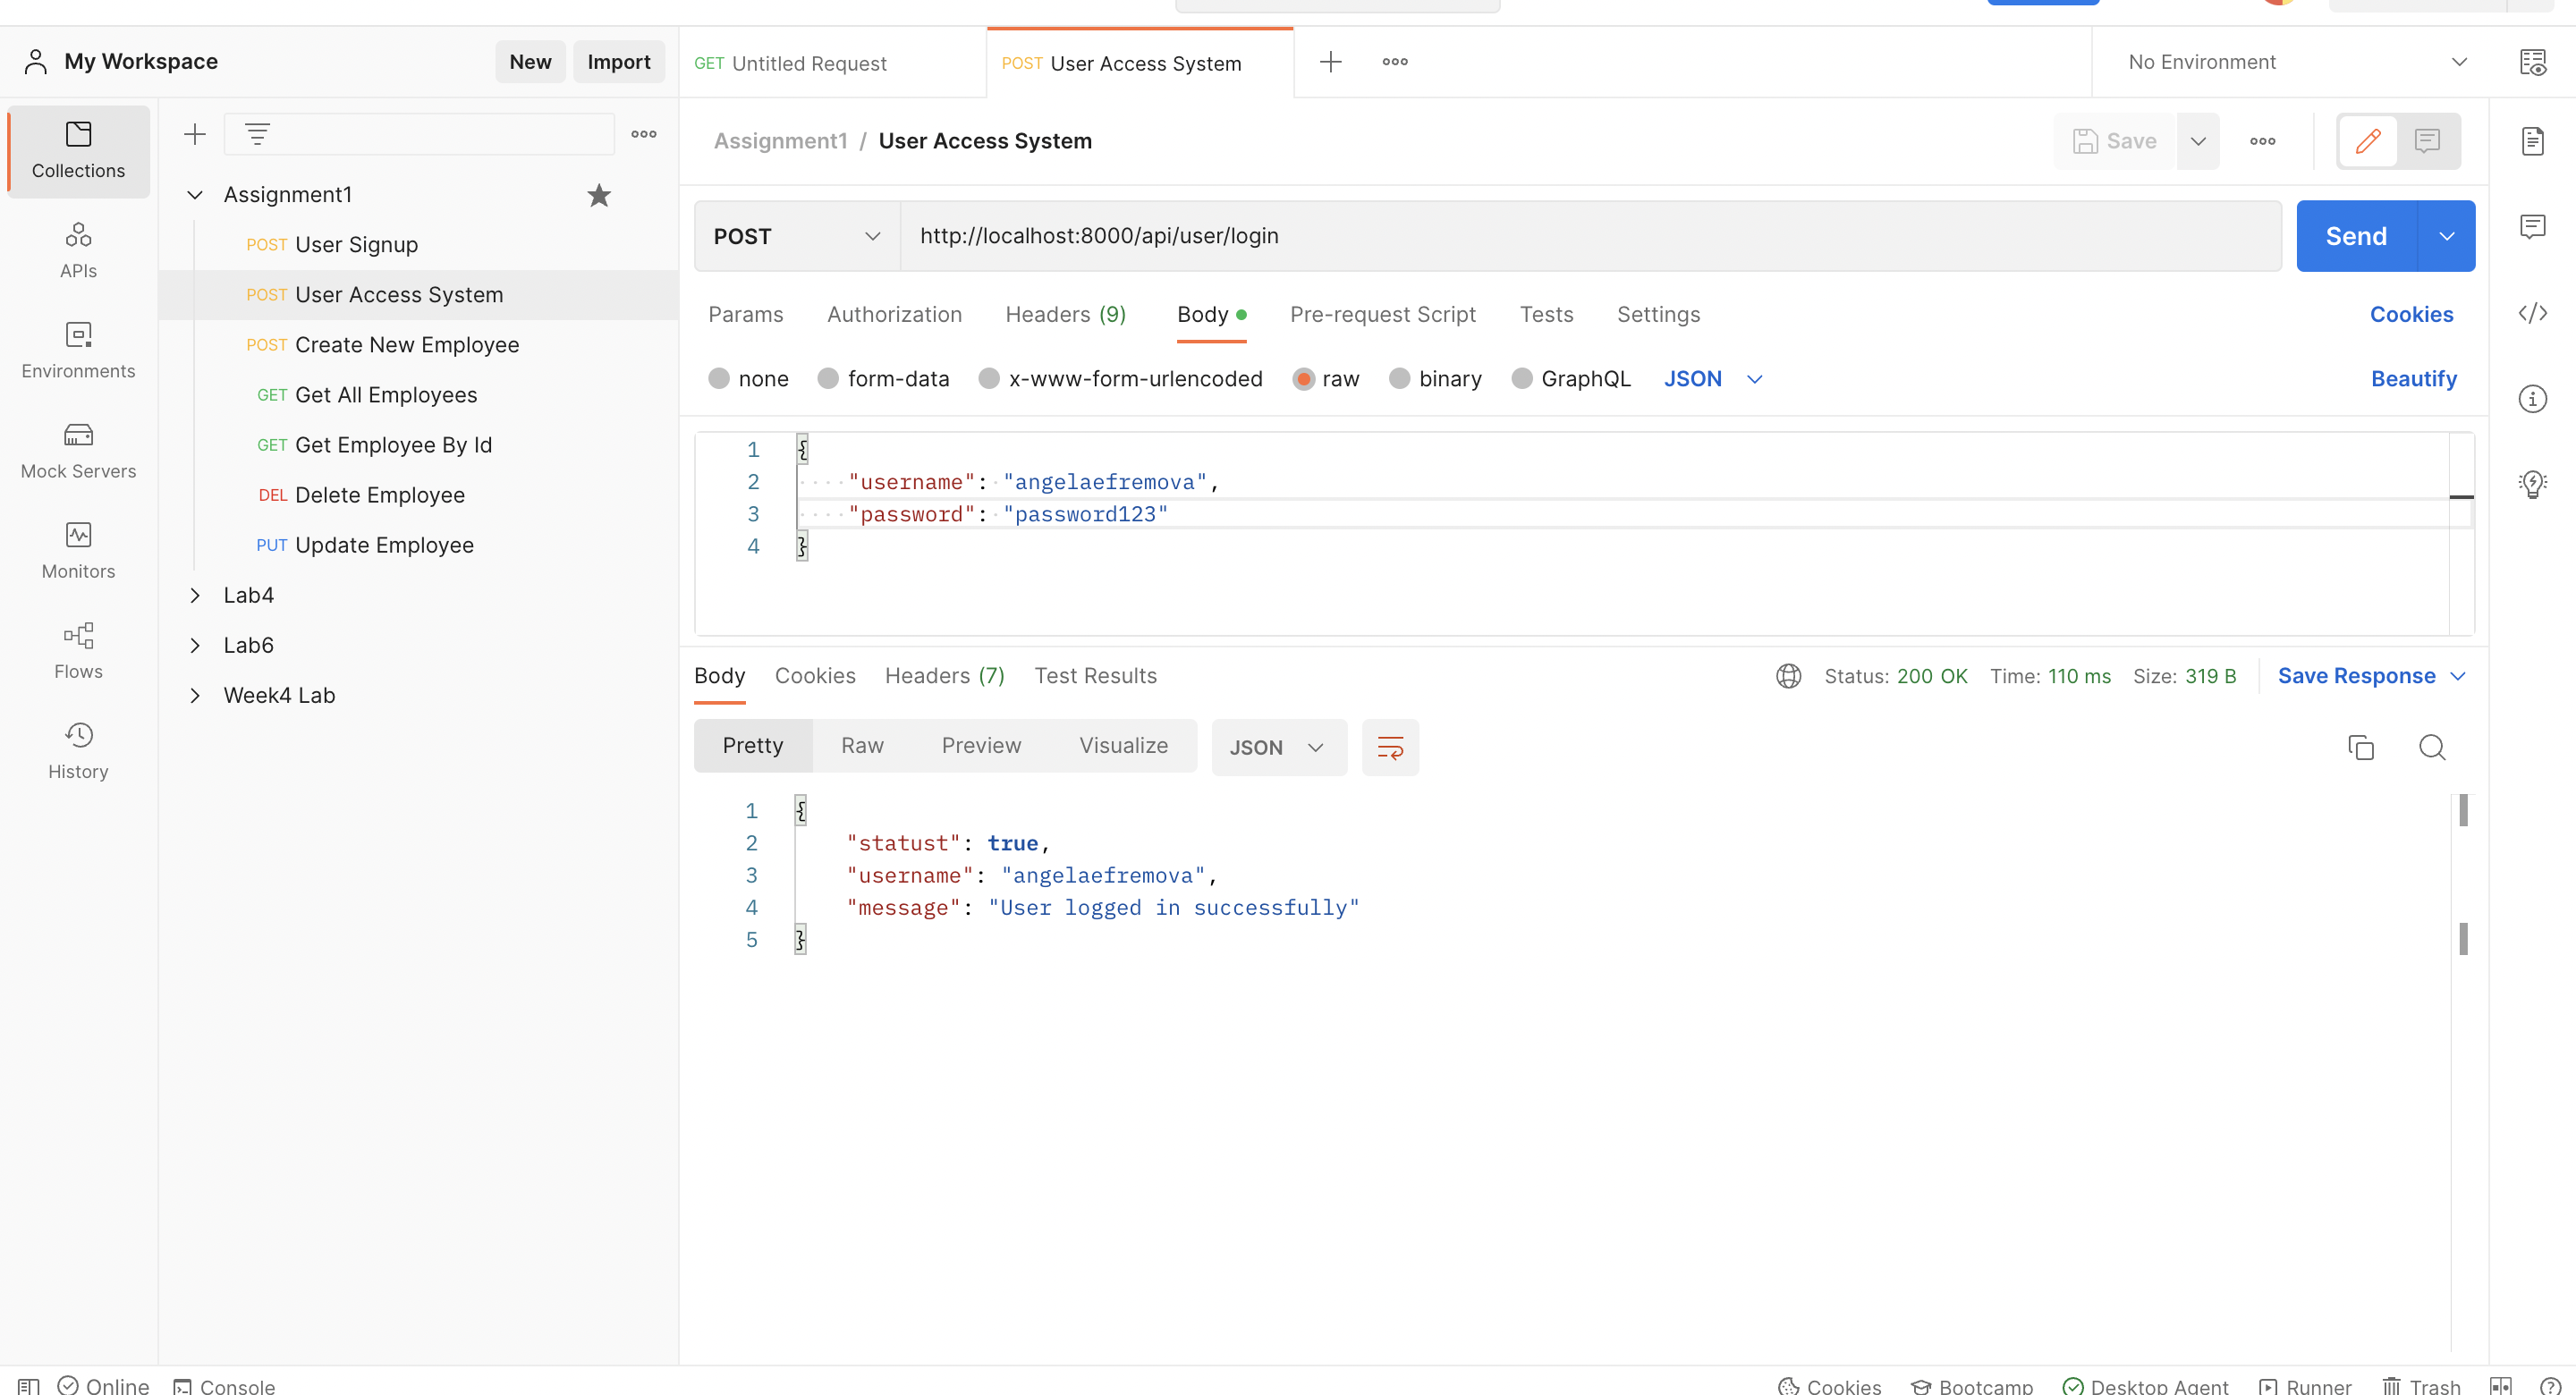 My Workspace
New
Import
GET Untitled Request
POST User Access System
No Environment
Collections
APIs
Environments
Mock Servers
Monitors
Flows
History
Assignment1
POST User Signup
POST User Access System
POST Create New Employee
GET Get All Employees
GET Get Employee By Id
DEL Delete Employee
PUT Update Employee
Lab4
Lab6
Week4 Lab
Assignment1 / User Access System
Save
POST
http://localhost:8000/api/user/login
Send
Params Authorization Headers (9) Body Pre-request Script Tests Settings Cookies
none form-data x-www-form-urlencoded raw binary GraphQL JSON Beautify
1 {
2 "username": "angelaefremova",
3 "password": "password123"
4 }
Body Cookies Headers (7) Test Results Status: 200 OK Time: 110 ms Size: 319 B Save Response
Pretty Raw Preview Visualize JSON
1 {
2 "statust": true,
3 "username": "angelaefremova",
4 "message": "User logged in successfully"
5 }
Online Console Cookies Bootcamp Desktop Agent Runner Trash